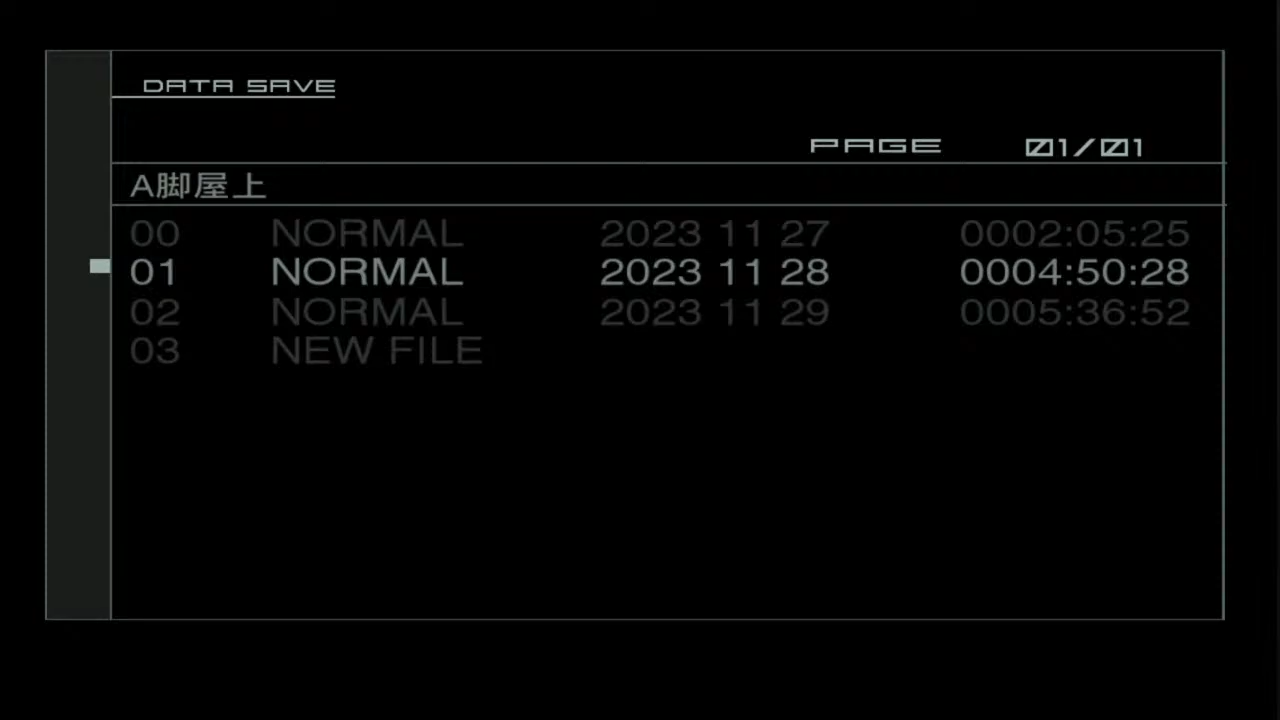 DATA SAVE
PAGE 01/01
A脚屋上
00 NORMAL 2023 11 27 0002:05:25
01 NORMAL 2023 11 28 0004:50:28
02 NORMAL 2023 11 29 0005:36:52
03 NEW FILE